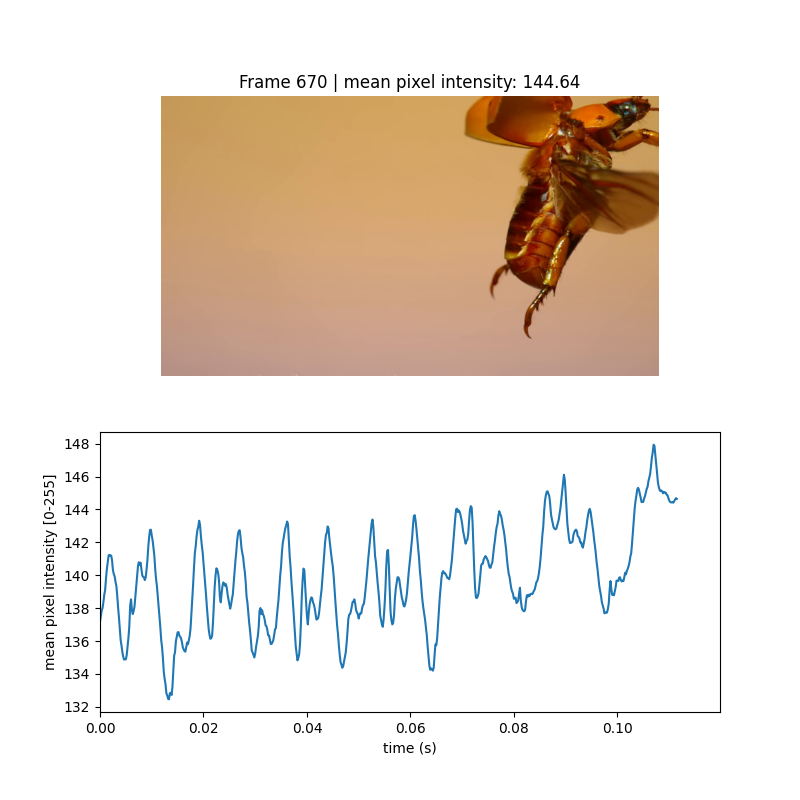 Frame 670 | mean pixel intensity: 144.64
148
146
144
142
140
138
136
134
132
mean pixel intensity [0-255]
0.00 0.02 0.04 0.06 0.08 0.10
time (s)